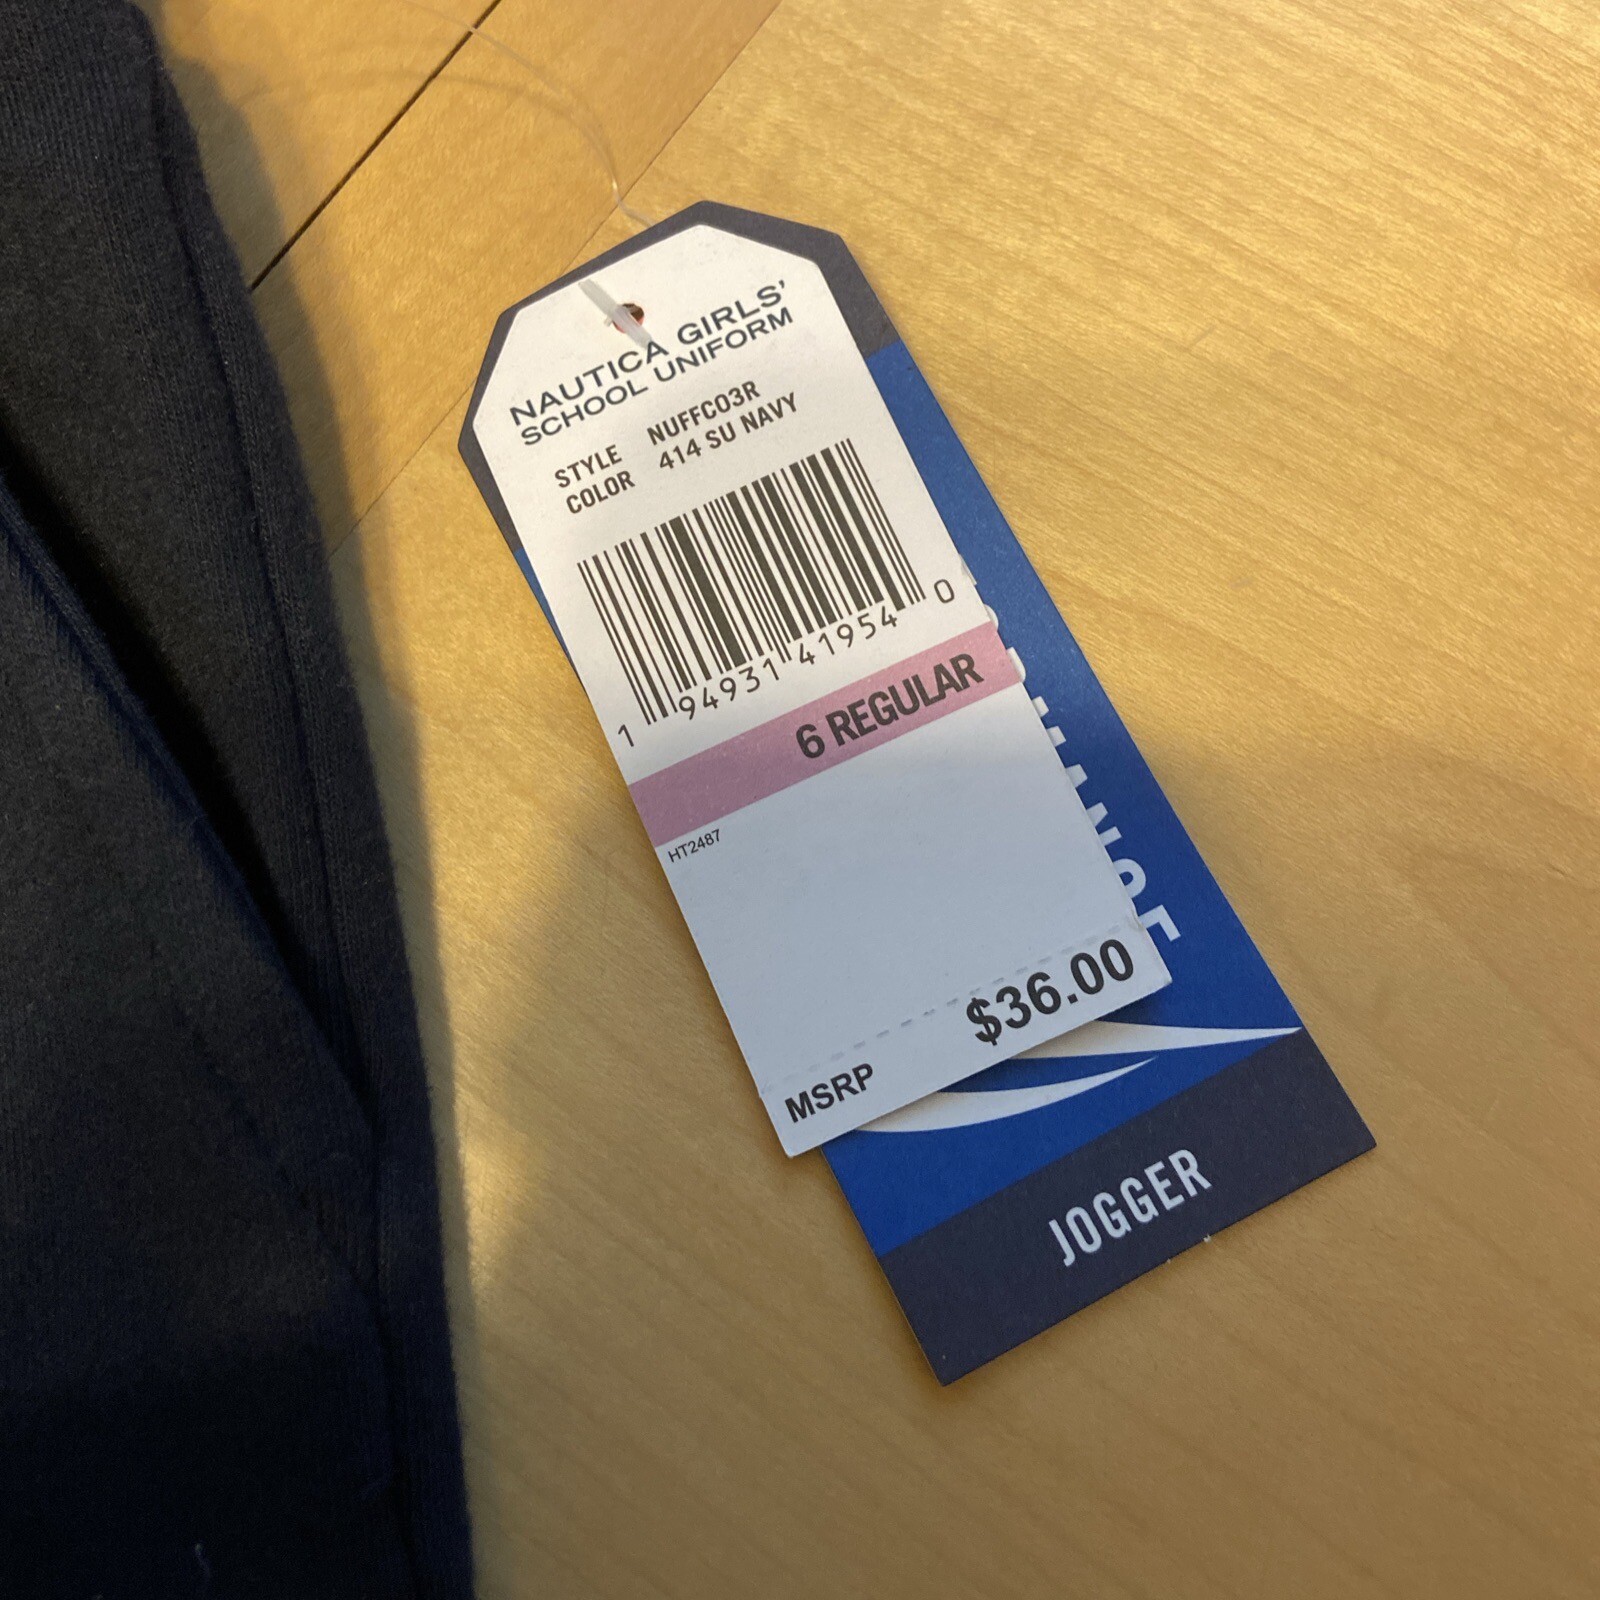 NAUTICA GIRLS'
SCHOOL UNIFORM
STYLE NUFFC03R
COLOR 414 SU NAVY
1 94931 41954 0
6 REGULAR
HT2487
$36.00
MSRP
JOGGER